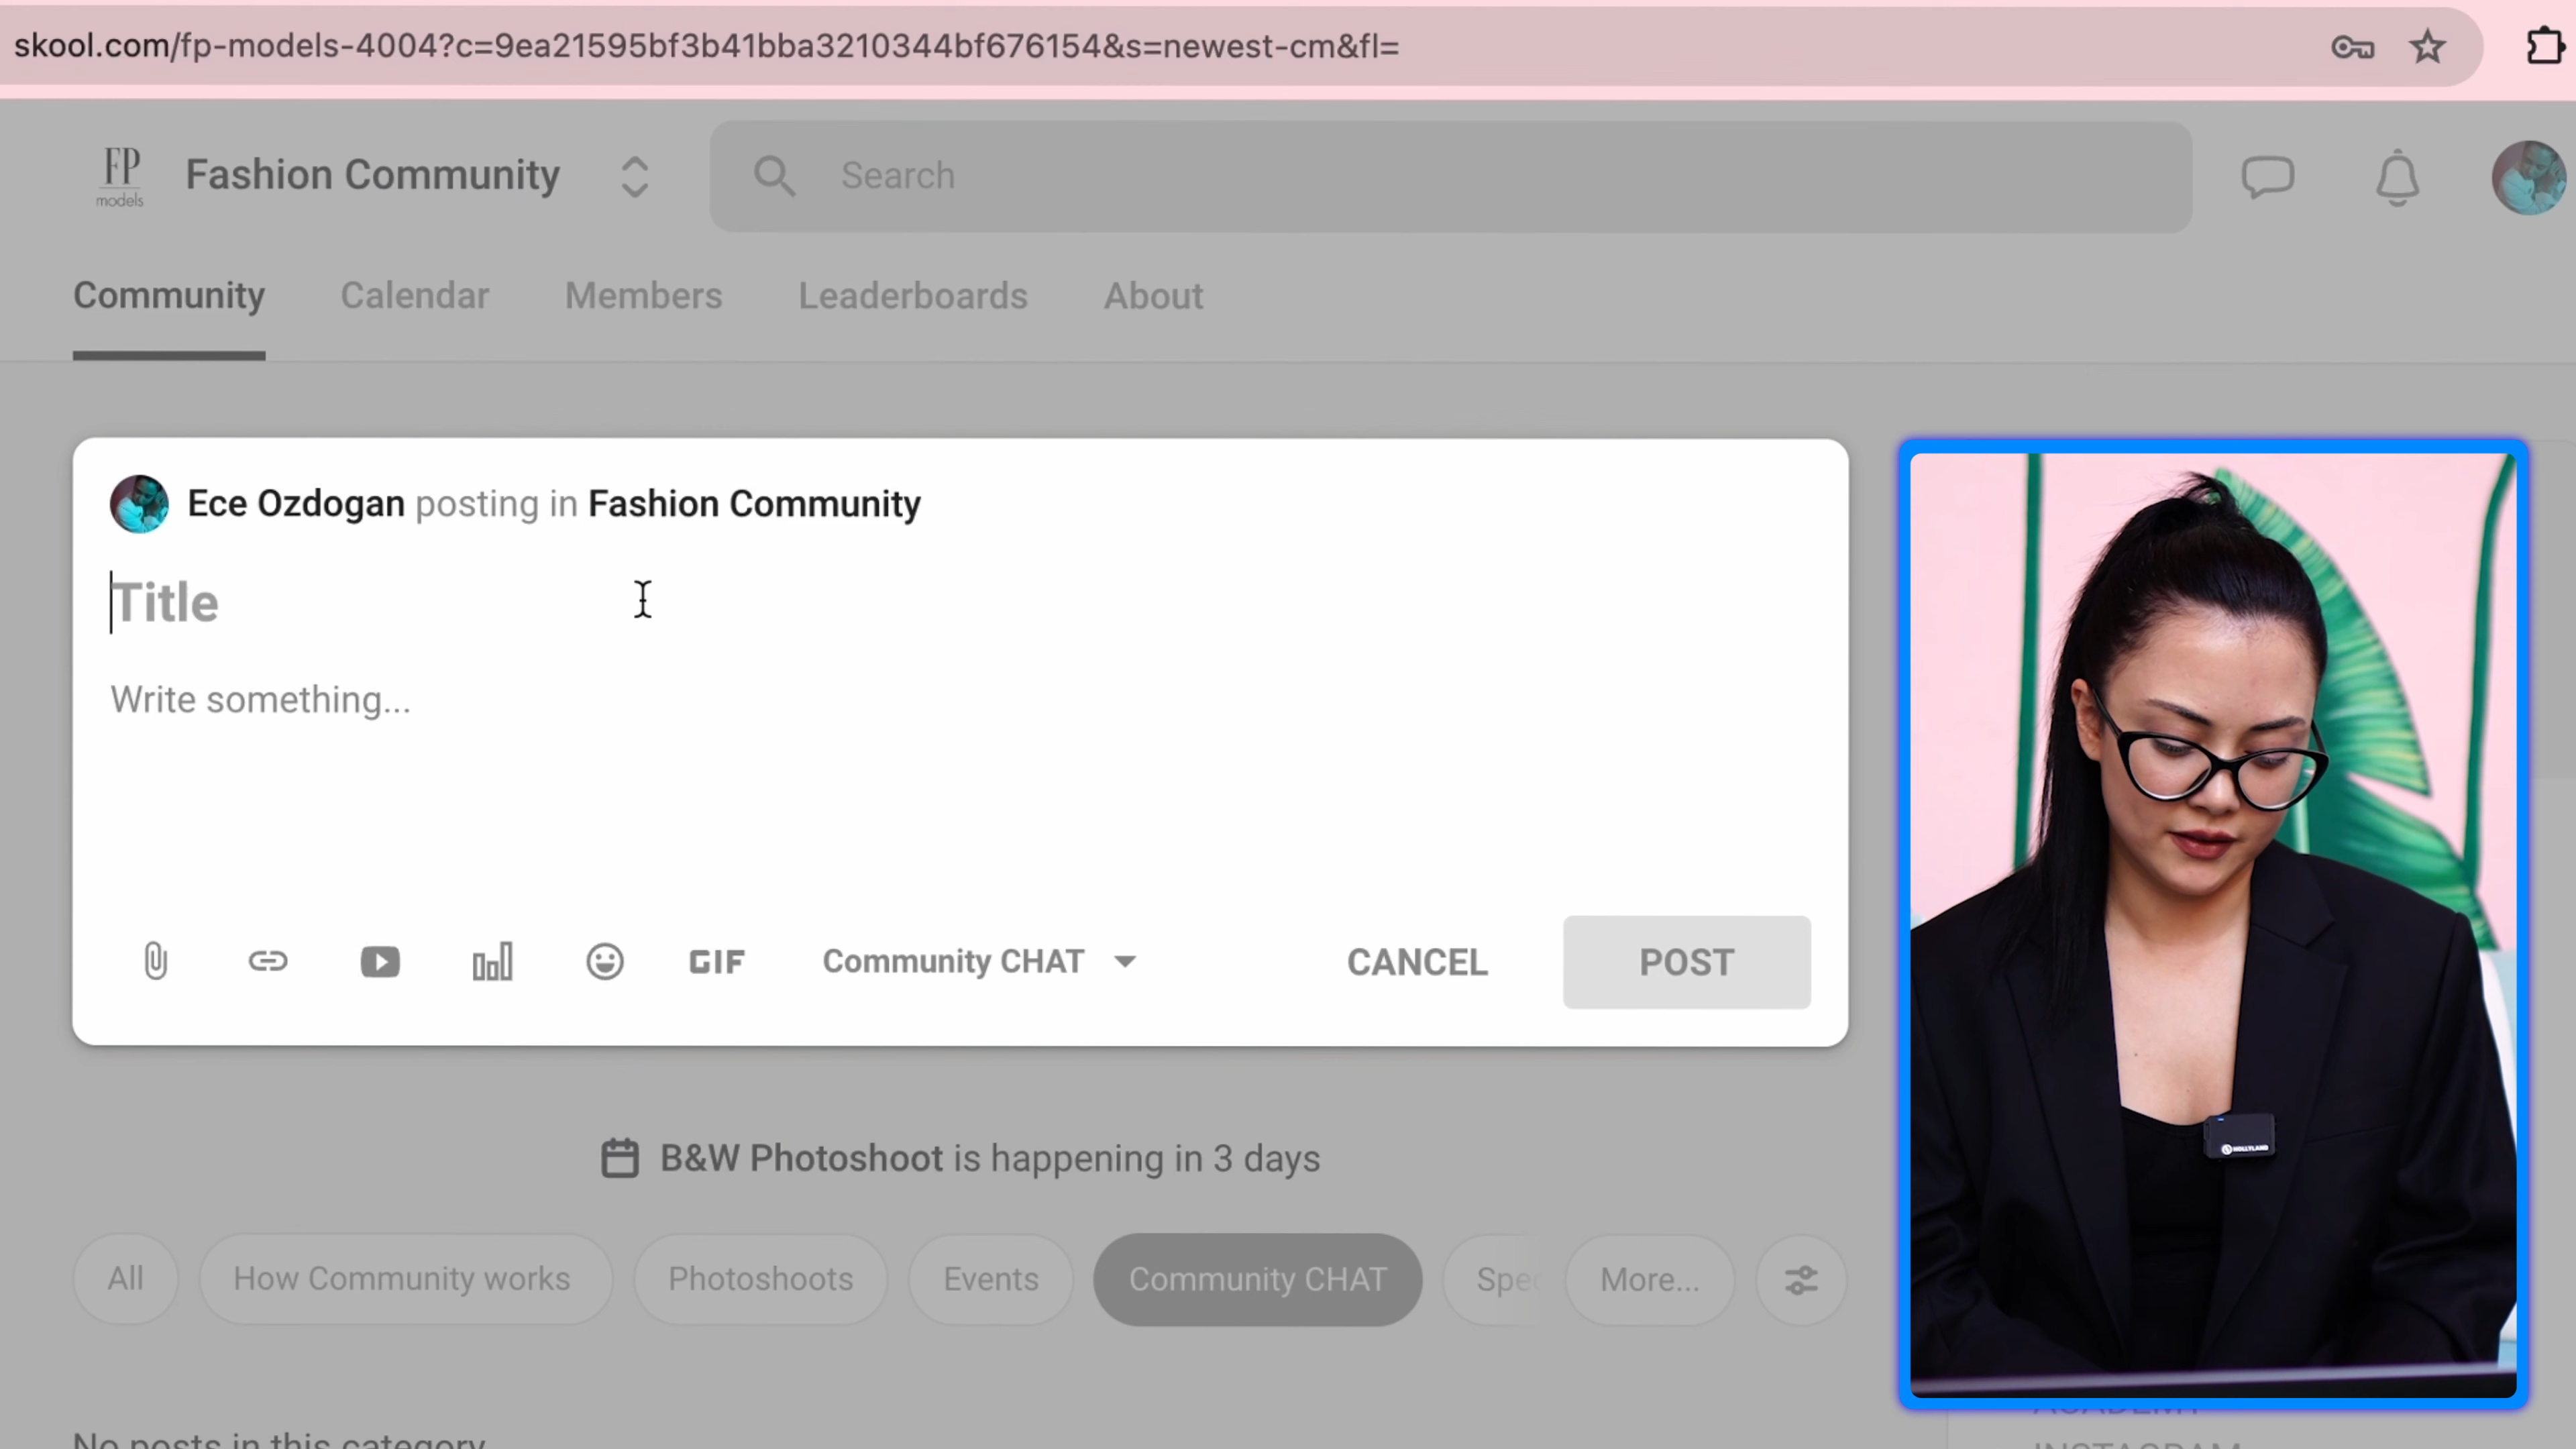 skool.com/fp-models-4004?c=9ea21595bf3b41bba3210344bf676154&s=newest-cm&fl=
FP
models
Fashion Community
Search
Community
Calendar
Members
Leaderboards
About
Ece Ozdogan posting in Fashion Community
Title
Write something...
GIF
Community CHAT
CANCEL
POST
HOLLYLAND
B&W Photoshoot is happening in 3 days
All
How Community works
Photoshoots
Events
Community CHAT
Spec
More...
No posts in this category